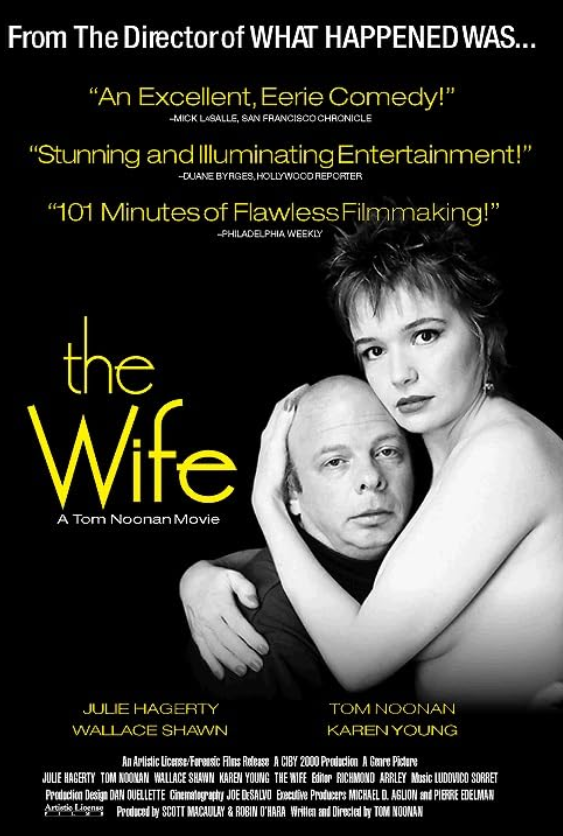 From The Director of WHAT HAPPENED WAS...
“An Excellent, Eerie Comedy!”
–MICK LaSALLE, SAN FRANCISCO CHRONICLE
“Stunning and Illuminating Entertainment!”
–DUANE BYRGES, HOLLYWOOD REPORTER
“101 Minutes of Flawless Filmmaking!”
–PHILADELPHIA WEEKLY
the
Wife
A Tom Noonan Movie
JULIE HAGERTY TOM NOONAN
WALLACE SHAWN KAREN YOUNG
An Artistic License/Forensic Films Release A CIBY 2000 Production A Genre Picture
JULIE HAGERTY TOM NOONAN WALLACE SHAWN KAREN YOUNG THE WIFE Editor RICHMOND ARRLEY Music LUDOVICO SORRET
Production Design DAN OUELLETTE Cinematography JOE DeSALVO Executive Producers MICHAEL D. AGLION and PIERRE EDELMAN
Artistic License
FILMS
Produced by SCOTT MACAULAY & ROBIN O'HARA Written and Directed by TOM NOONAN